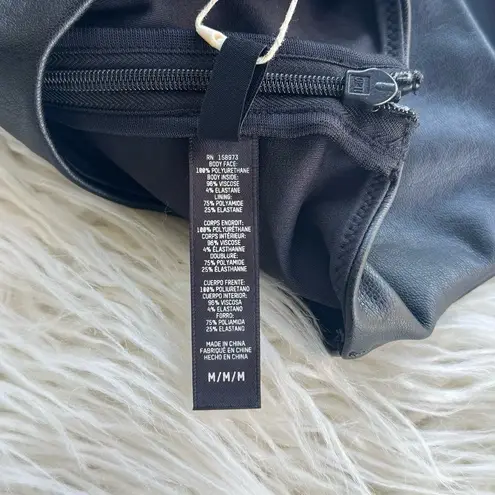 RN 158973
BODY FACE:
100% POLYURETHANE
BODY INSIDE:
96% VISCOSE
4% ELASTANE
LINING:
75% POLYAMIDE
25% ELASTANE
CORPS ENDROIT:
100% POLYURÉTHANE
CORPS INTÉRIEUR:
96% VISCOSE
4% ÉLASTHANNE
DOUBLURE:
75% POLYAMIDE
25% ÉLASTHANNE
CUERPO FRENTE:
100% POLIURETANO
CUERPO INTERIOR:
96% VISCOSA
4% ELASTANO
FORRO:
75% POLIAMIDA
25% ELASTANO
MADE IN CHINA
FABRIQUÉ EN CHINE
HECHO EN CHINA
M/M/M